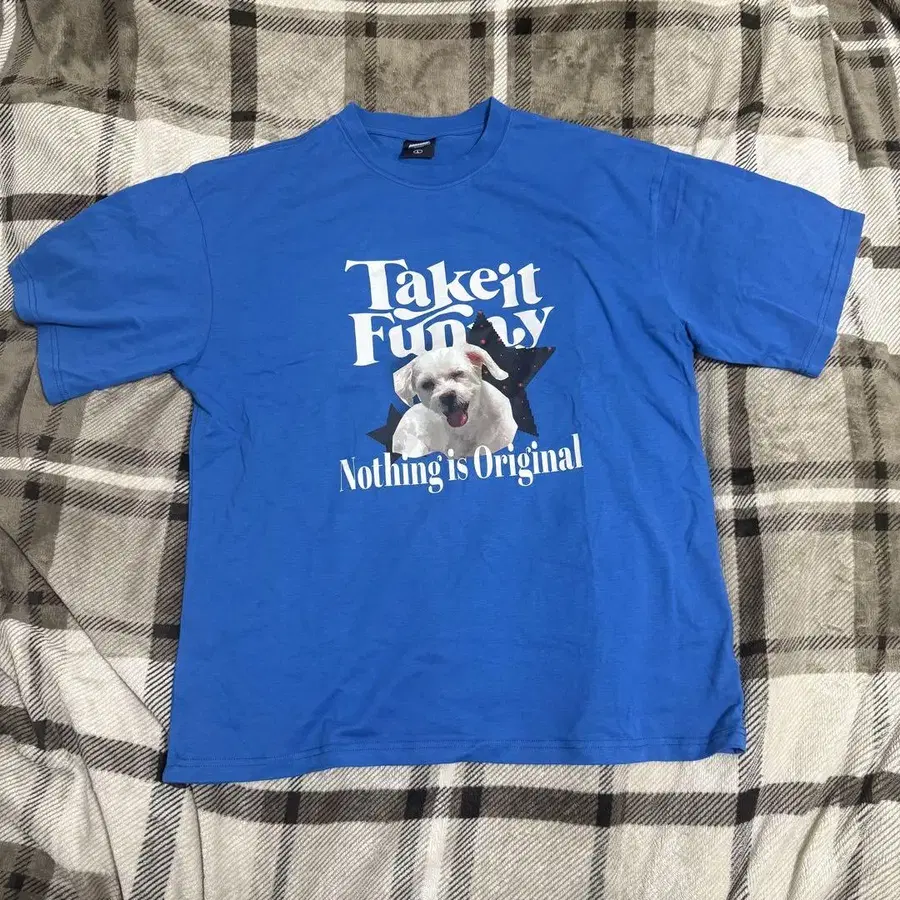 Take it
Funny
Nothing is Original